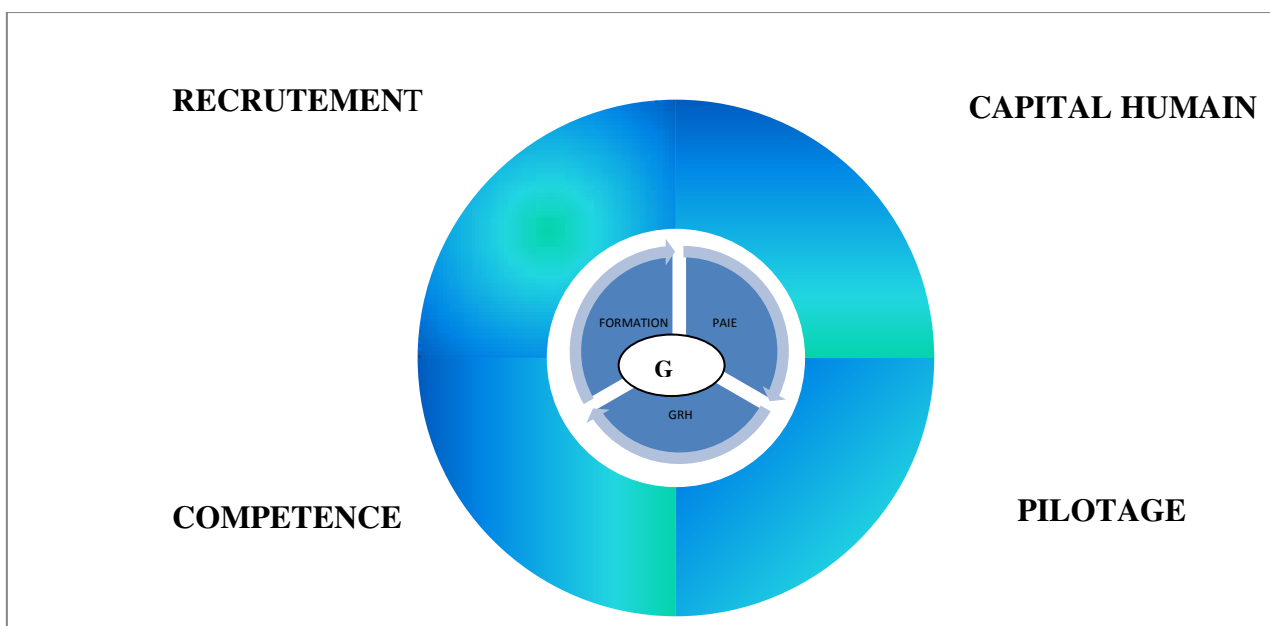 RECRUTEMENT
CAPITAL HUMAIN
FORMATION
PAIE
G
GRH
COMPETENCE
PILOTAGE